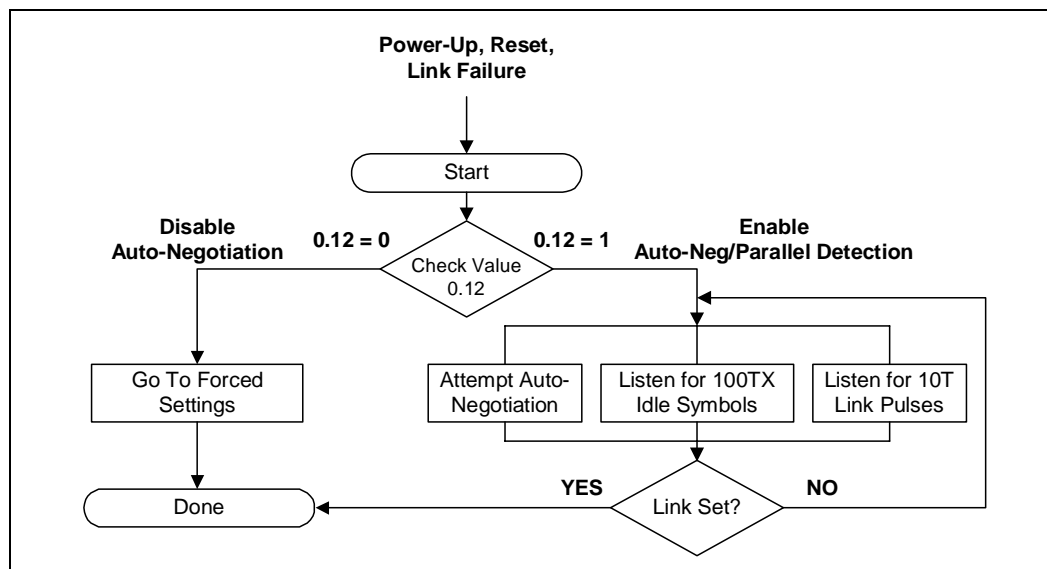 Power-Up, Reset,
Link Failure
Start
Disable
Auto-Negotiation
0.12 = 0
0.12 = 1
Enable
Auto-Neg/Parallel Detection
Check Value
0.12
Go To Forced
Settings
Attempt Auto-
Negotiation
Listen for 100TX
Idle Symbols
Listen for 10T
Link Pulses
Done
YES
Link Set?
NO